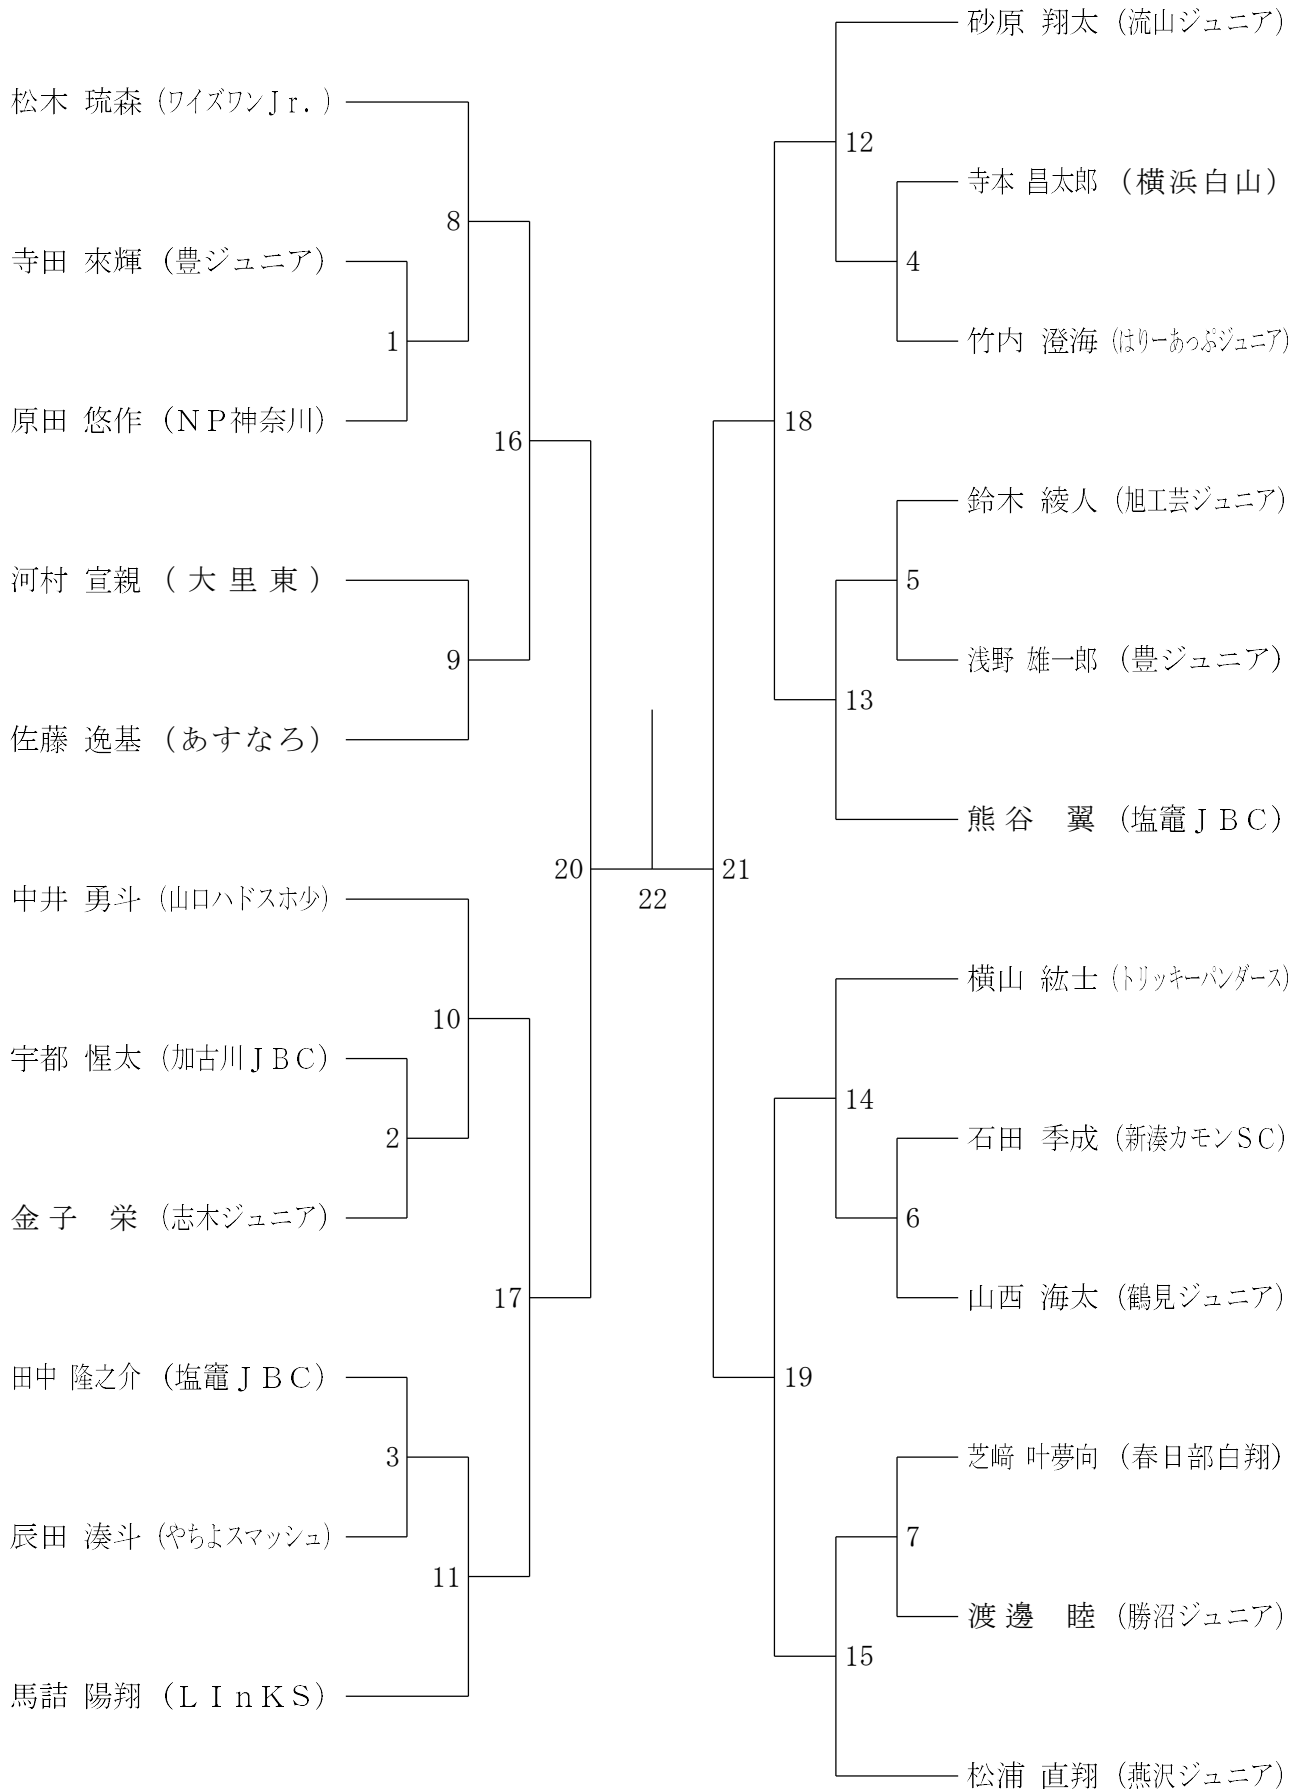 松木 琉森 (ワイズワンJr.)
8
寺田 來輝 (豊ジュニア)
1
原田 悠作 (NP神奈川)
16
河村 宣親 (大里東)
9
佐藤 逸基 (あすなろ)
20
中井 勇斗 (山口ハドスホ少)
10
宇都 惺太 (加古川JBC)
2
金子 栄 (志木ジュニア)
17
田中 隆之介 (塩竈JBC)
3
辰田 湊斗 (やちよスマッシュ)
11
馬詰 陽翔 (LInKS)
22
砂原 翔太 (流山ジュニア)
12
寺本 昌太郎 (横浜白山)
4
竹内 澄海 (はりーあっぷジュニア)
18
鈴木 綾人 (旭工芸ジュニア)
5
浅野 雄一郎 (豊ジュニア)
13
熊谷 翼 (塩竈JBC)
21
横山 紘士 (トリッキーパンダース)
14
石田 季成 (新湊カモンSC)
6
山西 海太 (鶴見ジュニア)
19
芝﨑 叶夢向 (春日部白翔)
7
渡邊 睦 (勝沼ジュニア)
15
松浦 直翔 (燕沢ジュニア)